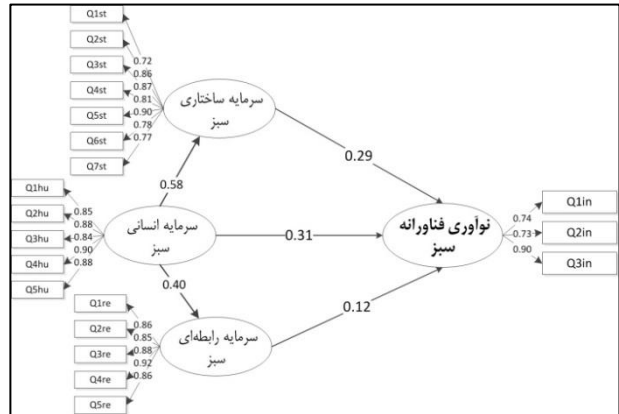 Q1st
Q2st
Q3st
Q4st
Q5st
Q6st
Q7st
0.72
0.86
0.87
0.81
0.90
0.78
0.77
سرمایه ساختاری
سبز
0.29
0.58
Q1hu
Q2hu
Q3hu
Q4hu
Q5hu
0.85
0.88
0.84
0.90
0.88
سرمایه انسانی
سبز
0.31
نوآوری فناورانه
سبز
0.74
0.73
0.90
Q1in
Q2in
Q3in
0.40
0.12
Q1re
Q2re
Q3re
Q4re
Q5re
0.86
0.85
0.88
0.92
0.86
سرمایه رابطه‌ای
سبز